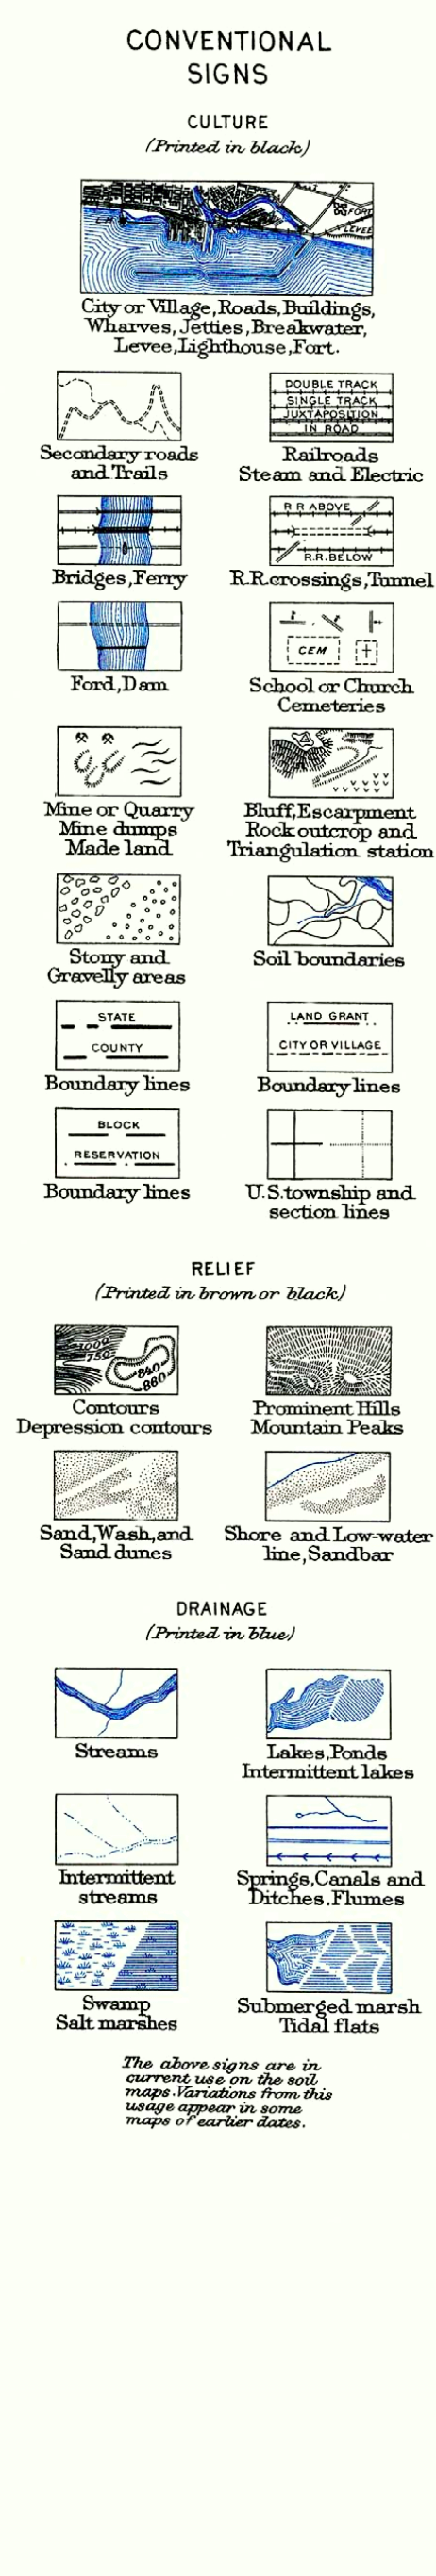 CONVENTIONAL
SIGNS
CULTURE
(Printed in black)
L.H.
FORT
LEVEE
City or Village, Roads, Buildings,
Wharves, Jetties, Breakwater,
Levee, Lighthouse, Fort.
Secondary roads
and Trails
DOUBLE TRACK
SINGLE TRACK
JUXTAPOSITION
IN ROAD
Railroads
Steam and Electric
Bridges, Ferry
R R ABOVE
R.R. BELOW
R.R. crossings, Tunnel
Ford, Dam
CEM
School or Church
Cemeteries
Mine or Quarry
Mine dumps
Made land
Bluff, Escarpment
Rock outcrop and
Triangulation station
Stony and
Gravelly areas
Soil boundaries
STATE
COUNTY
Boundary lines
LAND GRANT
CITY OR VILLAGE
Boundary lines
BLOCK
RESERVATION
Boundary lines
U.S. township and
section lines
RELIEF
(Printed in brown or black)
1000
750
840
860
Contours
Depression contours
Prominent Hills
Mountain Peaks
Sand, Wash, and
Sand dunes
Shore and Low-water
line, Sandbar
DRAINAGE
(Printed in blue)
Streams
Lakes, Ponds
Intermittent lakes
Intermittent
streams
Springs, Canals and
Ditches. Flumes
Swamp
Salt marshes
Submerged marsh
Tidal flats
The above signs are in
current use on the soil
maps. Variations from this
usage appear in some
maps of earlier dates.